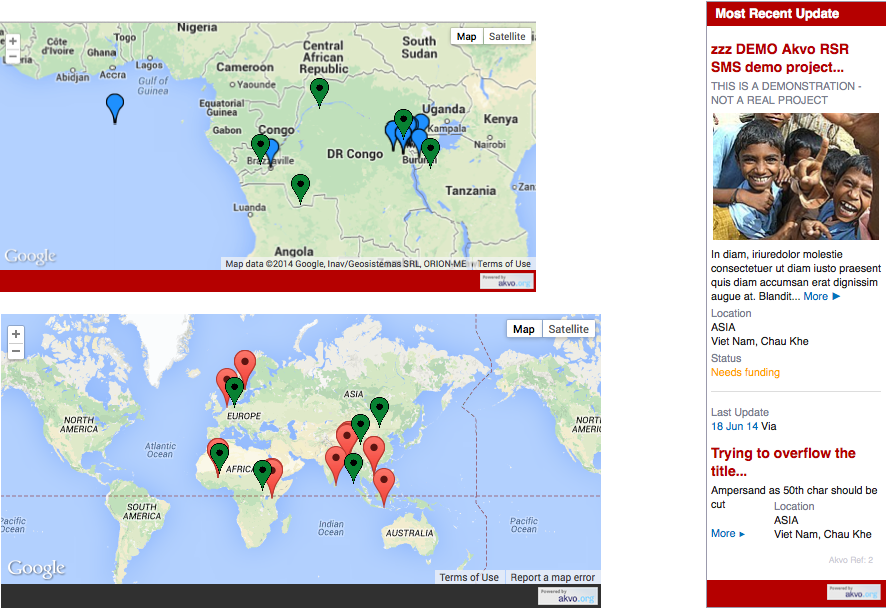 Nigeria
Côte
d'Ivoire
Ghana
Togo
Abidjan
Accra
Lagos
Gulf of
Guinea
Cameroon
Yaounde
Central
African
Republic
South
Sudan
Map
Satellite
Equatorial
Guinea
Gabon
Congo
Brazzaville
DR Congo
Uganda
Kampala
Kenya
Nairobi
Tanzania
Luanda
Angola
Google
Map data ©2014 Google, Inav/Geosistemas SRL, ORION-ME
Terms of Use
Powered by
akvo.org
Map
Satellite
NORTH
AMERICA
Atlantic
Ocean
EUROPE
ASIA
AFRICA
SOUTH
AMERICA
Indian
Ocean
AUSTRALIA
Pacific
Ocean
Pacific
Ocean
NORTH
AMERICA
Google
Terms of Use
Report a map error
Powered by
akvo.org
Most Recent Update
zzz DEMO Akvo RSR
SMS demo project...
THIS IS A DEMONSTRATION -
NOT A REAL PROJECT
In diam, iriuredolor molestie
consectetuer ut diam iusto praesent
quis diam accumsan erat dignissim
augue at. Blandit... More ►
Location
ASIA
Viet Nam, Chau Khe
Status
Needs funding
Last Update
18 Jun 14 Via
Trying to overflow the
title...
Ampersand as 50th char should be
cut
Location
ASIA
More ► Viet Nam, Chau Khe
Akvo Ref: 2
Powered by
akvo.org